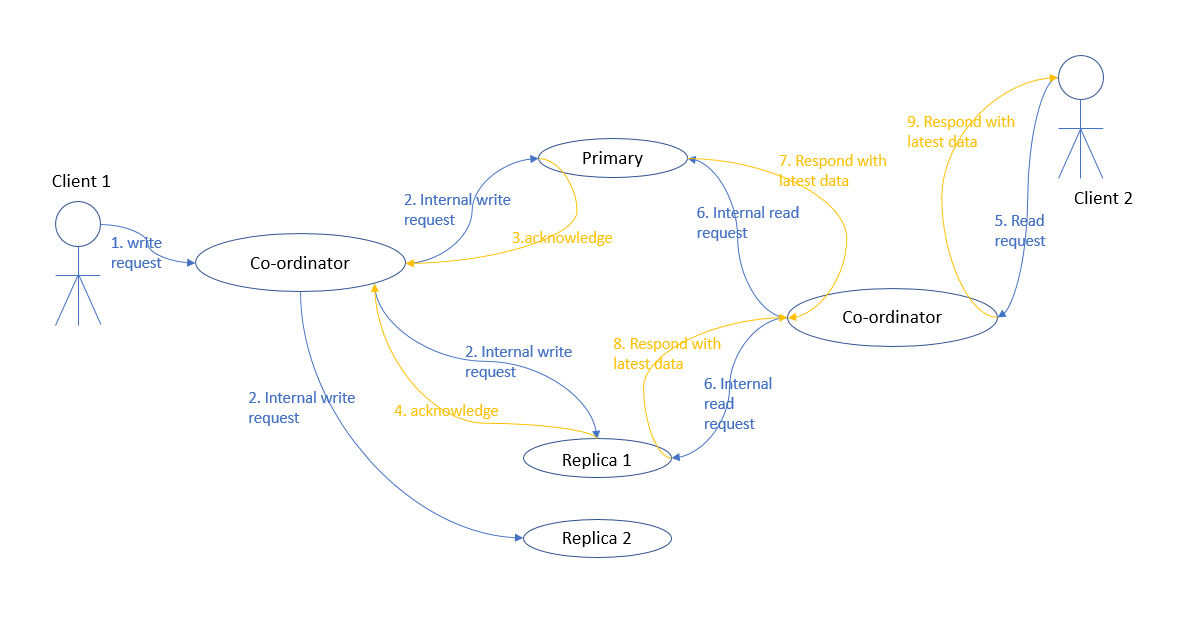 Client 1
1. write
request
Co-ordinator
2. Internal write
request
Primary
3.acknowledge
2. Internal write
request
4. acknowledge
2. Internal write
request
Replica 1
Replica 2
6. Internal read
request
7. Respond with
latest data
8. Respond with
latest data
6. Internal
read
request
Co-ordinator
9. Respond with
latest data
5. Read
request
Client 2